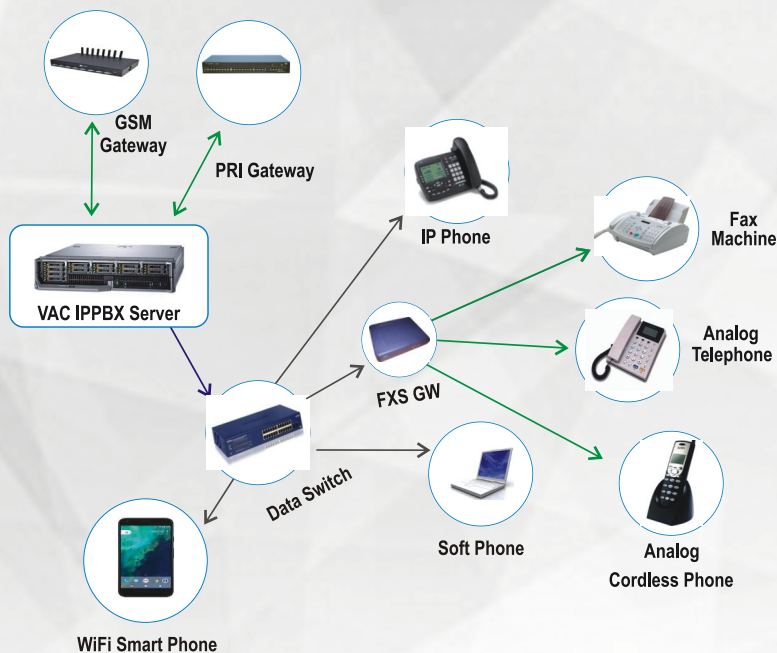 GSM
Gateway
PRI Gateway
VAC IPPBX Server
IP Phone
Fax
Machine
FXS GW
Analog
Telephone
Data Switch
Soft Phone
Analog
Cordless Phone
WiFi Smart Phone